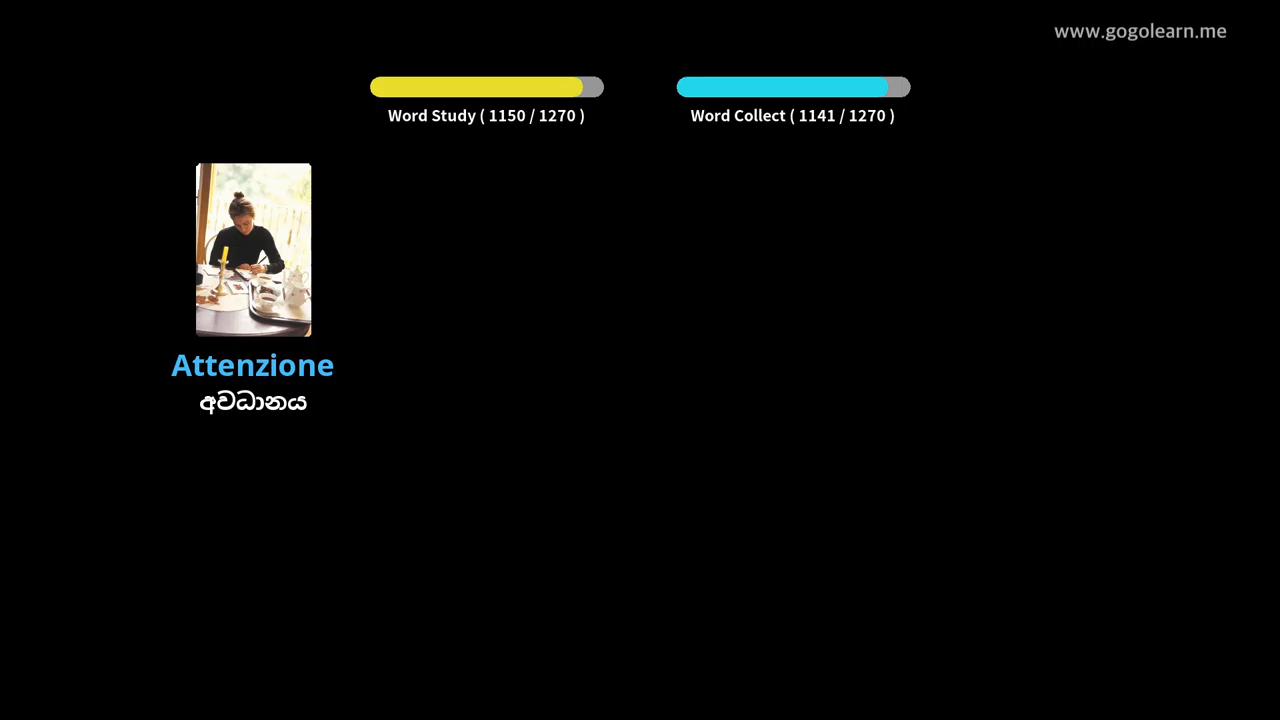 www.gogolearn.me
Word Study ( 1150 / 1270 )
Word Collect ( 1141 / 1270 )
Attenzione
අවධානය